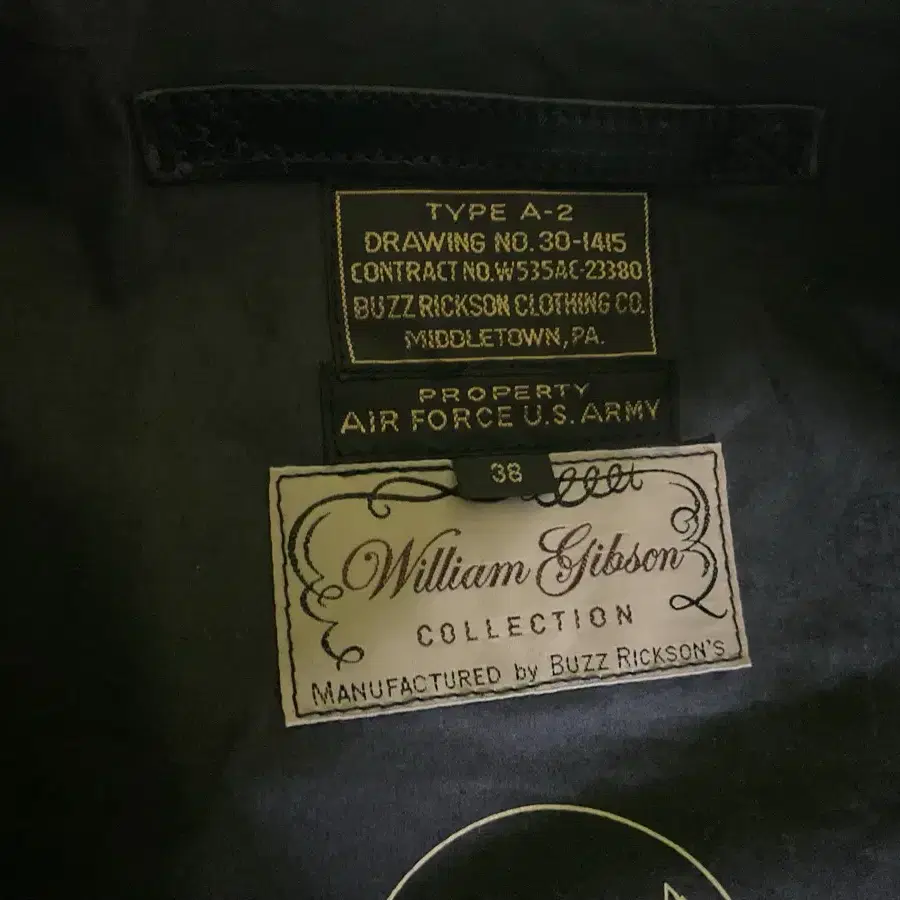 TYPE A-2
DRAWING NO. 30-1415
CONTRACT NO. W535AC-23380
BUZZ RICKSON CLOTHING CO.
MIDDLETOWN, PA.
PROPERTY
AIR FORCE U.S. ARMY
38
William Gibson
COLLECTION
MANUFACTURED by BUZZ RICKSON'S